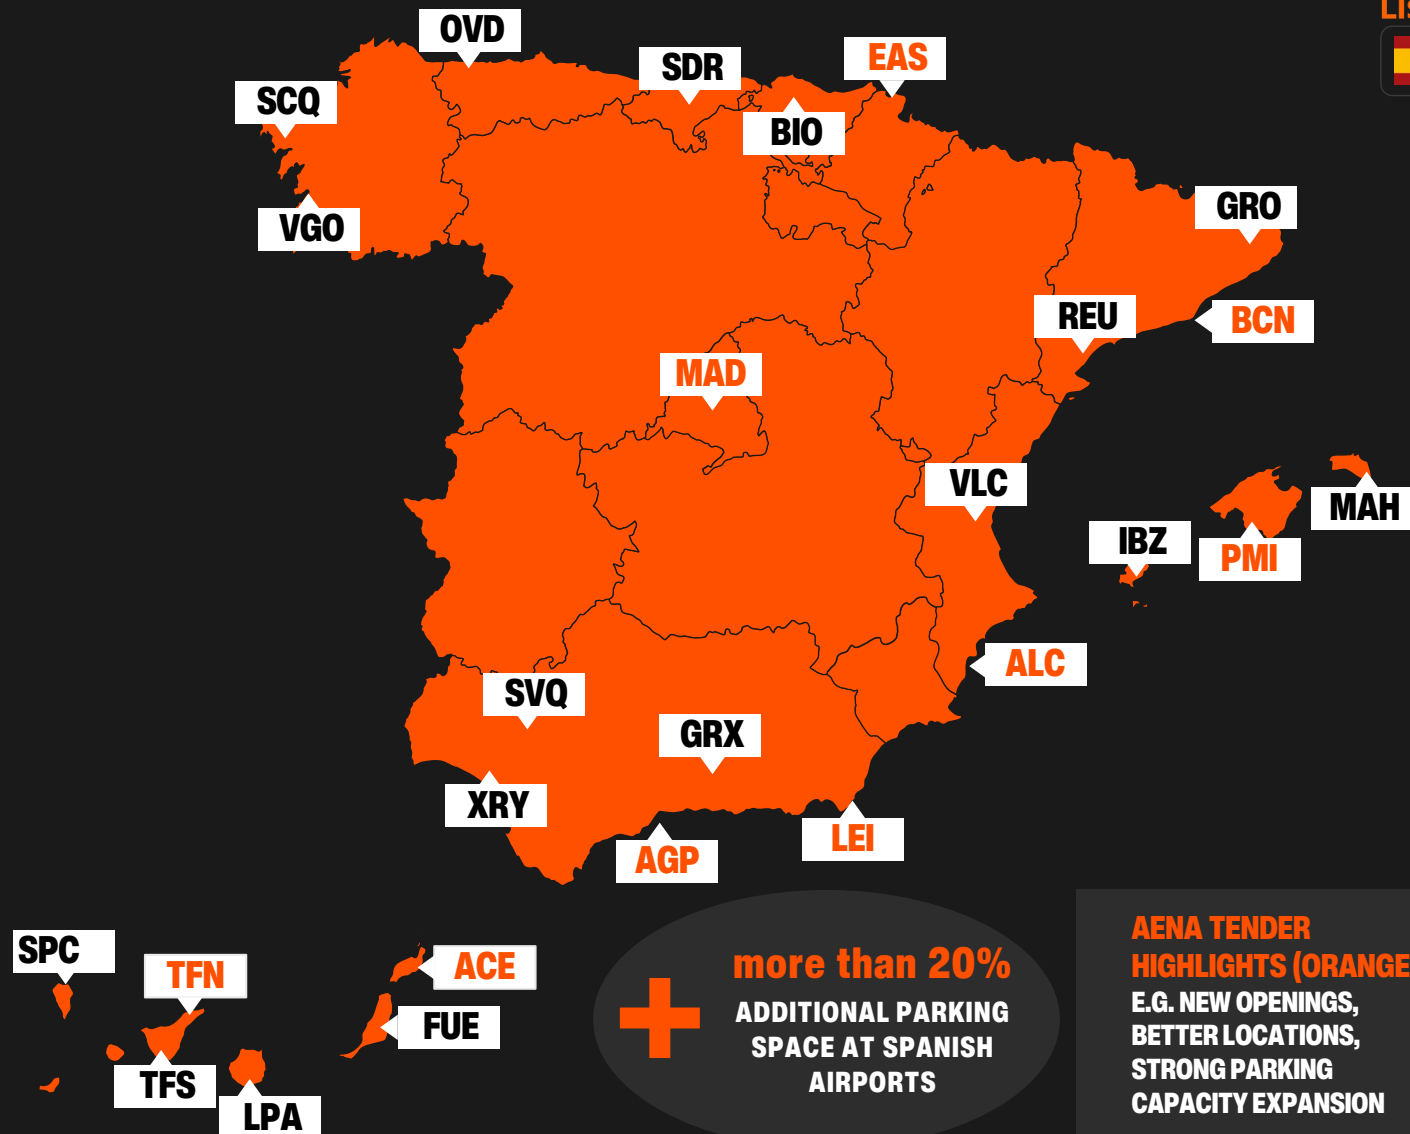 OVD
SDR
EAS
SCQ
BIO
VGO
GRO
REU
BCN
MAD
VLC
MAH
IBZ
PMI
ALC
SVQ
GRX
XRY
LEI
AGP
SPC
TFN
ACE
FUE
TFS
LPA
more than 20%
ADDITIONAL PARKING
SPACE AT SPANISH
AIRPORTS
AENA TENDER
HIGHLIGHTS (ORANGE
E.G. NEW OPENINGS,
BETTER LOCATIONS,
STRONG PARKING
CAPACITY EXPANSION